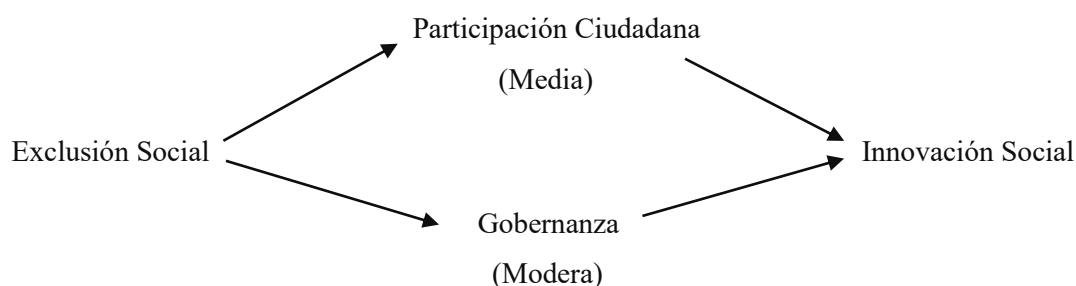 Participación Ciudadana
(Media)
Exclusión Social
Innovación Social
Gobernanza
(Modera)